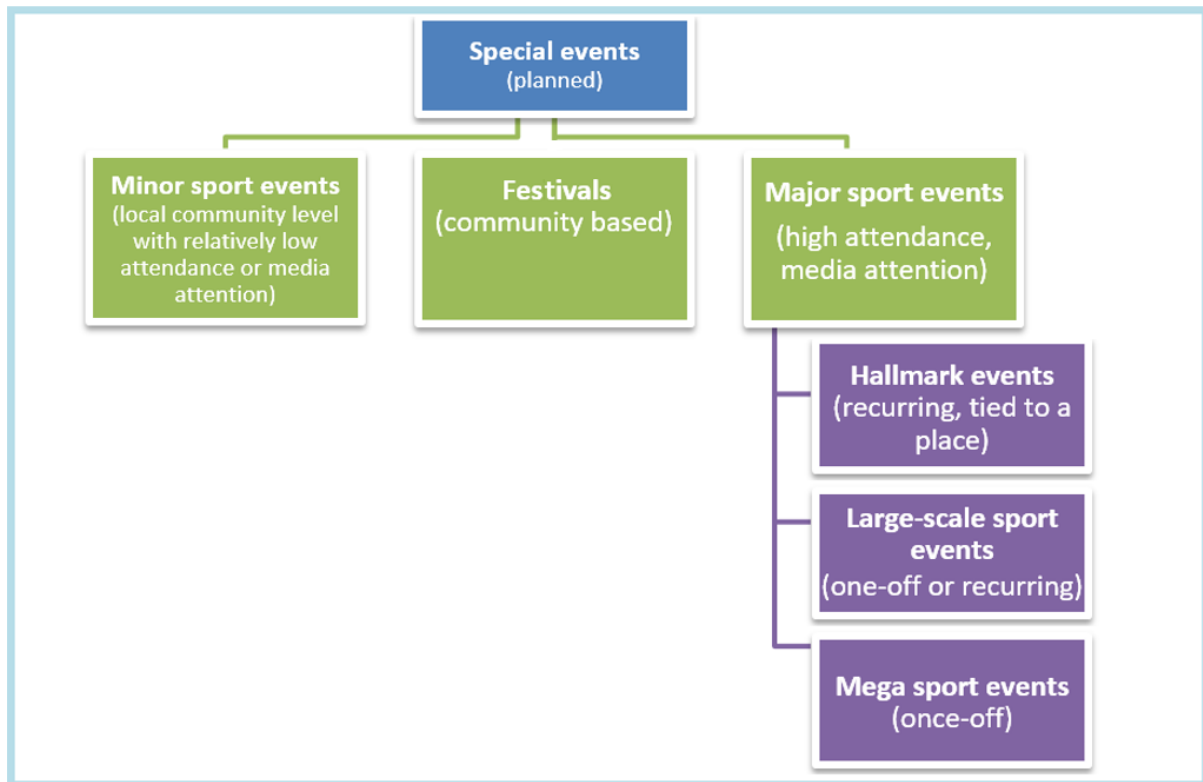 Special events
(planned)
Minor sport events
(local community level
with relatively low
attendance or media
attention)
Festivals
(community based)
Major sport events
(high attendance,
media attention)
Hallmark events
(recurring, tied to a
place)
Large-scale sport
events
(one-off or recurring)
Mega sport events
(once-off)